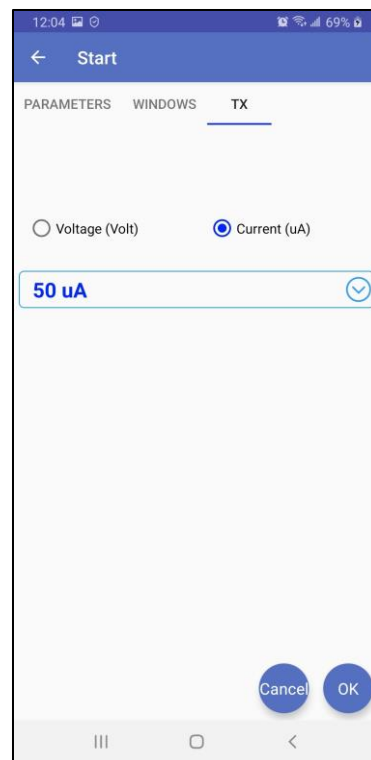 12:04 69%
Start
PARAMETERS WINDOWS TX
Voltage (Volt) Current (uA)
50 uA
Cancel OK